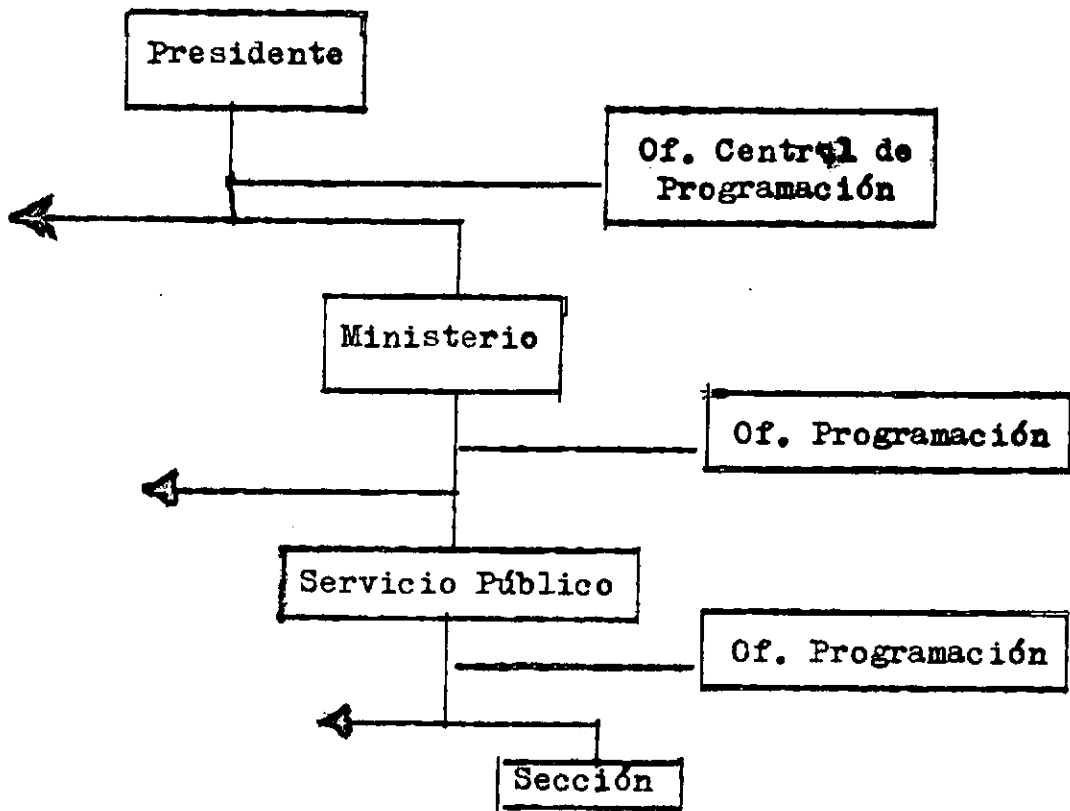 Presidente
Of. Central de
Programación
Ministerio
Of. Programación
Servicio Público
Of. Programación
Sección